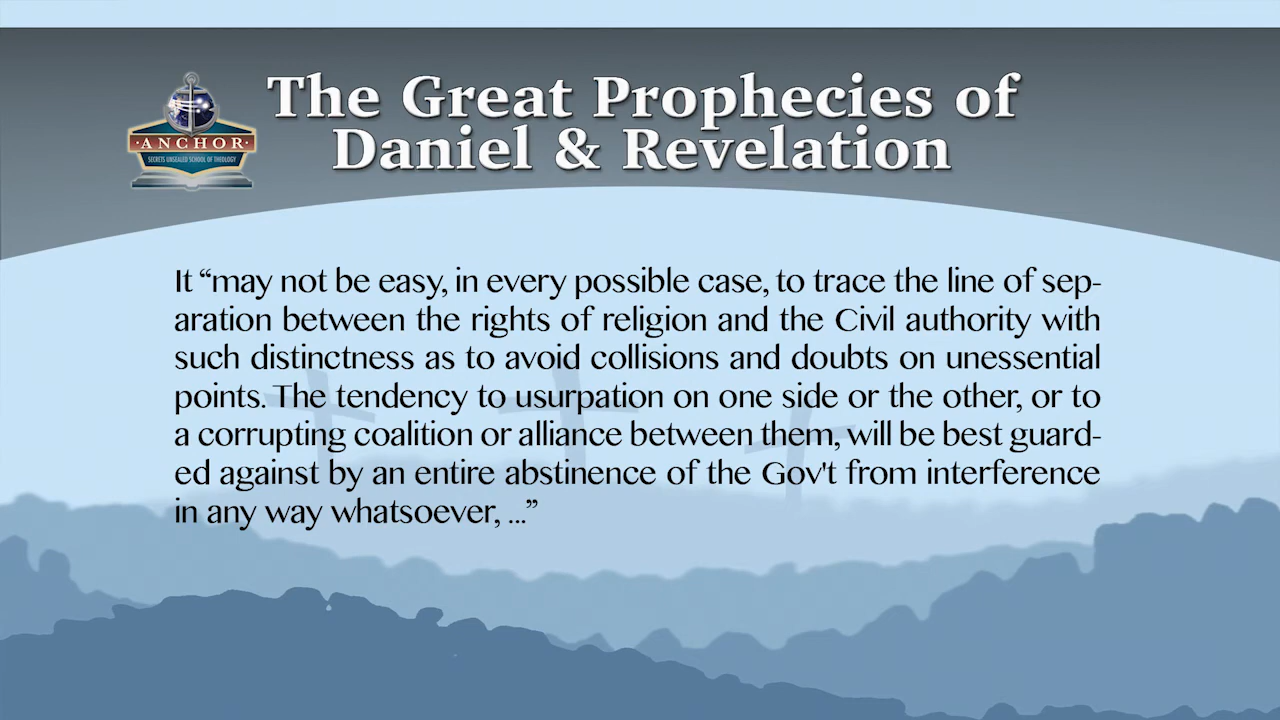 The Great Prophecies of
Daniel & Revelation
·ANCHOR·
SECRETS UNSEALED SCHOOL OF THEOLOGY
It “may not be easy, in every possible case, to trace the line of sep-
aration between the rights of religion and the Civil authority with
such distinctness as to avoid collisions and doubts on unessential
points. The tendency to usurpation on one side or the other, or to
a corrupting coalition or alliance between them, will be best guard-
ed against by an entire abstinence of the Gov't from interference
in any way whatsoever, ...”